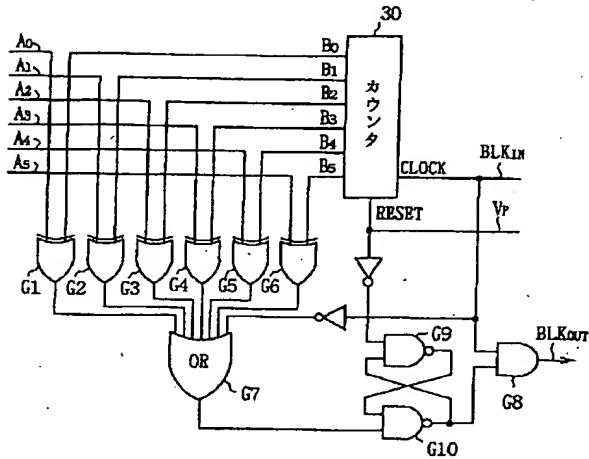 30
A0
B0
A1
B1
A2
B2
A3
B3
A4
B4
A5
B5
カウンタ
CLOCK
BLKIN
RESET
VP
G1
G2
G3
G4
G5
G6
OR
G7
G9
G10
G8
BLKOUT